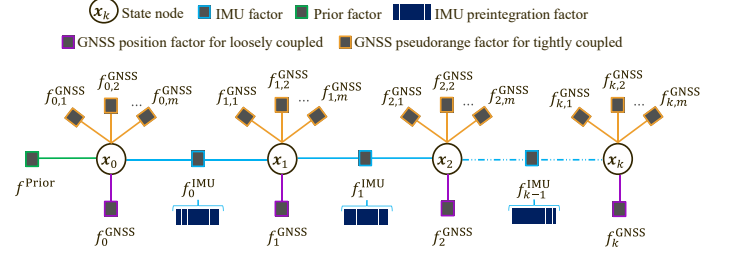 x_k State node IMU factor Prior factor IMU preintegration factor
GNSS position factor for loosely coupled GNSS pseudorange factor for tightly coupled
f_{0,1}^{GNSS} f_{0,2}^{GNSS} ... f_{0,m}^{GNSS} f_{1,1}^{GNSS} f_{1,2}^{GNSS} ... f_{1,m}^{GNSS} f_{2,1}^{GNSS} f_{2,2}^{GNSS} ... f_{2,m}^{GNSS} f_{k,1}^{GNSS} f_{k,2}^{GNSS} ... f_{k,m}^{GNSS}
x_0 x_1 x_2 x_k
f^{Prior} f_0^{IMU} f_1^{IMU} f_{k-1}^{IMU}
f_0^{GNSS} f_1^{GNSS} f_2^{GNSS} f_k^{GNSS}